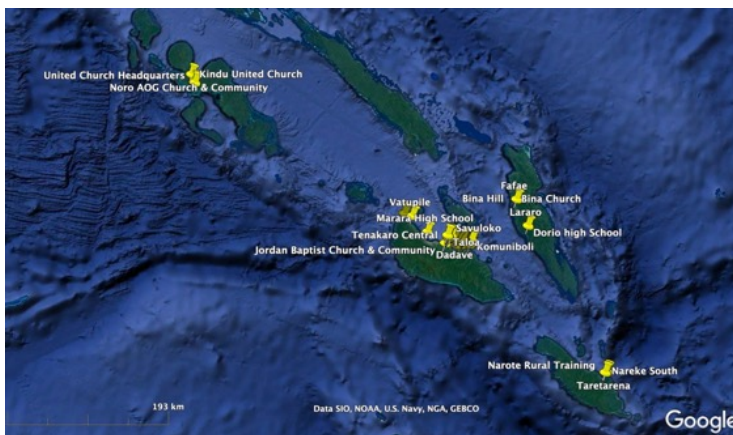 United Church Headquarters
Kindu United Church
Noro AOG Church & Community
Fafae
Bina Hill
Bina Church
Vatupile
Lararo
Marara High School
Savuloko
Dorio high School
Tenakaro Central
Taloa
Komuniboli
Jordan Baptist Church & Community
Dadave
Narote Rural Training
Nareke South
Taretarena
193 km
Data SIO, NOAA, U.S. Navy, NGA, GEBCO
Google